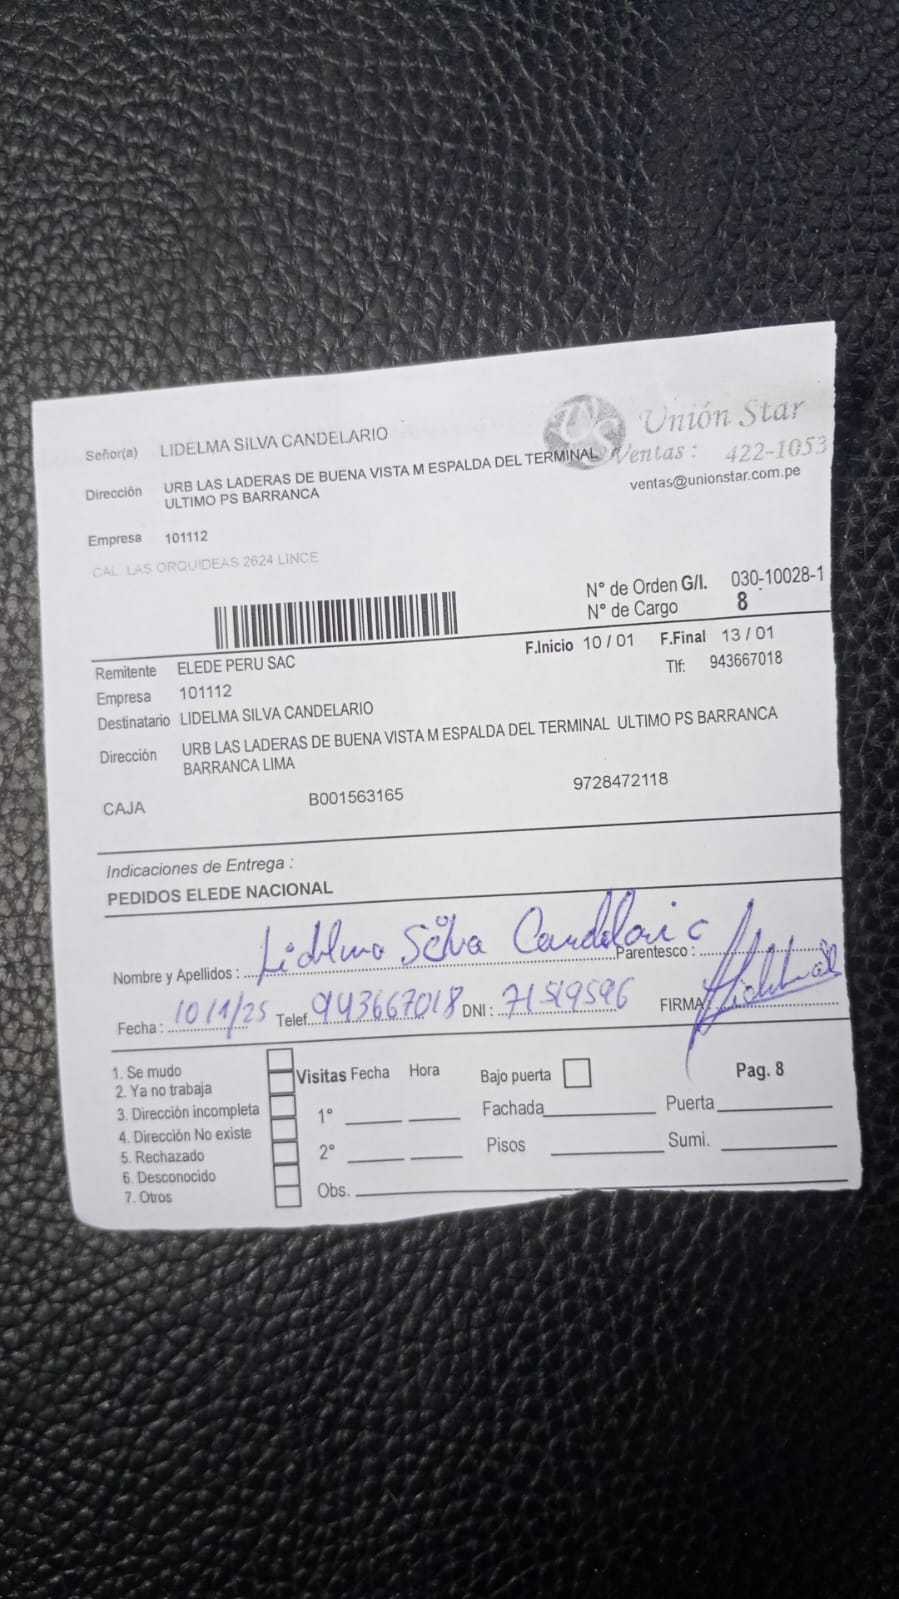 Unión Star
Señor(a) LIDELMA SILVA CANDELARIO
Ventas: 422-1053
Dirección URB LAS LADERAS DE BUENA VISTA M ESPALDA DEL TERMINAL
ULTIMO PS BARRANCA
ventas@unionstar.com.pe
Empresa 101112
CAL. LAS ORQUIDEAS 2624 LINCE
N° de Orden G/I. 030-10028-1
N° de Cargo 8
Remitente ELEDE PERU SAC
F.Inicio 10 / 01 F.Final 13 / 01
Empresa 101112
Tlf: 943667018
Destinatario LIDELMA SILVA CANDELARIO
Dirección URB LAS LADERAS DE BUENA VISTA M ESPALDA DEL TERMINAL ULTIMO PS BARRANCA
BARRANCA LIMA
CAJA B001563165 9728472118
Indicaciones de Entrega :
PEDIDOS ELEDE NACIONAL
Nombre y Apellidos : Lidelma Silva Candelario Parentesco :
Fecha : 10/1/25 Telef. 943667018 DNI : 71519596 FIRMA:
1. Se mudo
2. Ya no trabaja
3. Dirección incompleta
4. Dirección No existe
5. Rechazado
6. Desconocido
7. Otros
Visitas Fecha Hora Bajo puerta Pag. 8
1° Fachada Puerta
2° Pisos Sumi.
Obs.